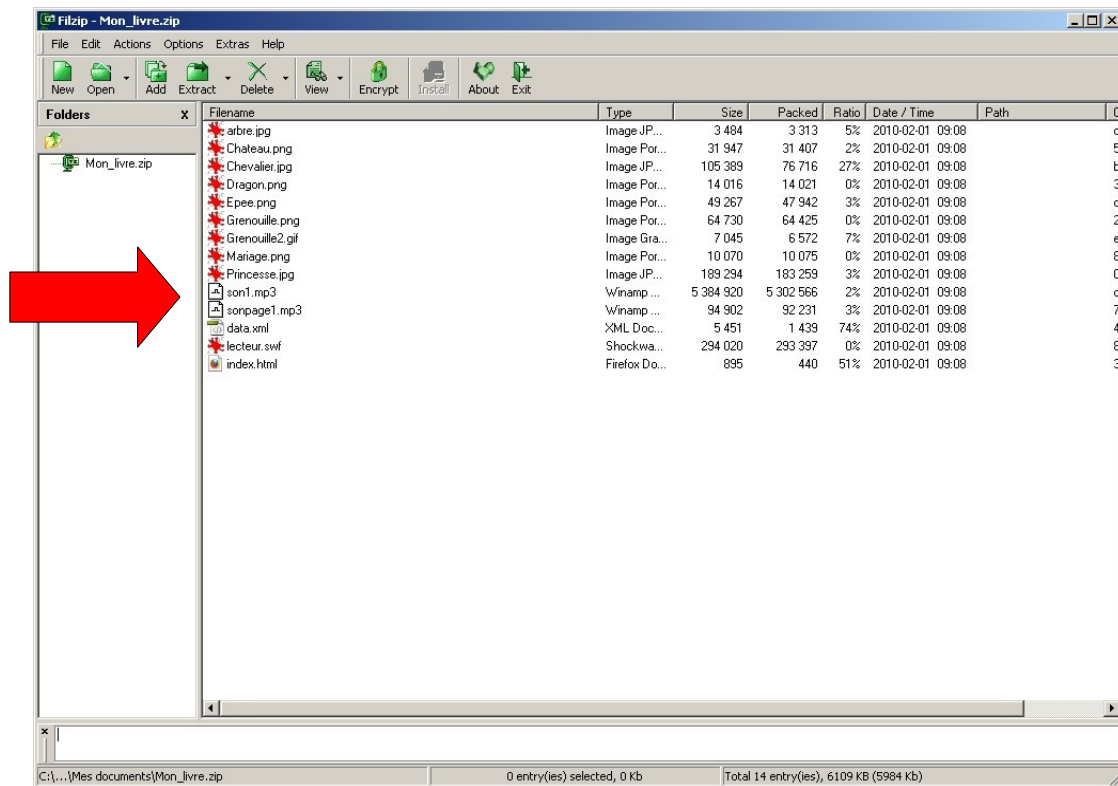 Filzip - Mon_livre.zip
File Edit Actions Options Extras Help
New Open Add Extract Delete View Encrypt Install About Exit
Folders x Filename Type Size Packed Ratio Date / Time Path
arbre.jpg Image JP... 3 484 3 313 5% 2010-02-01 09:08
Chateau.png Image Por... 31 947 31 407 2% 2010-02-01 09:08 5
Mon_livre.zip Chevalier.jpg Image JP... 105 389 76 716 27% 2010-02-01 09:08
Dragon.png Image Por... 14 016 14 021 0% 2010-02-01 09:08 3
Epee.png Image Por... 49 267 47 942 3% 2010-02-01 09:08
Grenouille.png Image Por... 64 730 64 425 0% 2010-02-01 09:08 2
Grenouille2.gif Image Gra... 7 045 6 572 7% 2010-02-01 09:08
Mariage.png Image Por... 10 070 10 075 0% 2010-02-01 09:08
Princesse.jpg Image JP... 189 294 183 259 3% 2010-02-01 09:08
son1.mp3 Winamp ... 5 384 920 5 302 566 2% 2010-02-01 09:08
sonpage1.mp3 Winamp ... 94 902 92 231 3% 2010-02-01 09:08 7
data.xml XML Doc... 5 451 1 439 74% 2010-02-01 09:08 4
lecteur.swf Shockwa... 294 020 293 397 0% 2010-02-01 09:08
index.html Firefox Do... 895 440 51% 2010-02-01 09:08 3
C:\...\Mes documents\Mon_livre.zip 0 entry(ies) selected, 0 Kb Total 14 entry(ies), 6109 KB (5984 Kb)